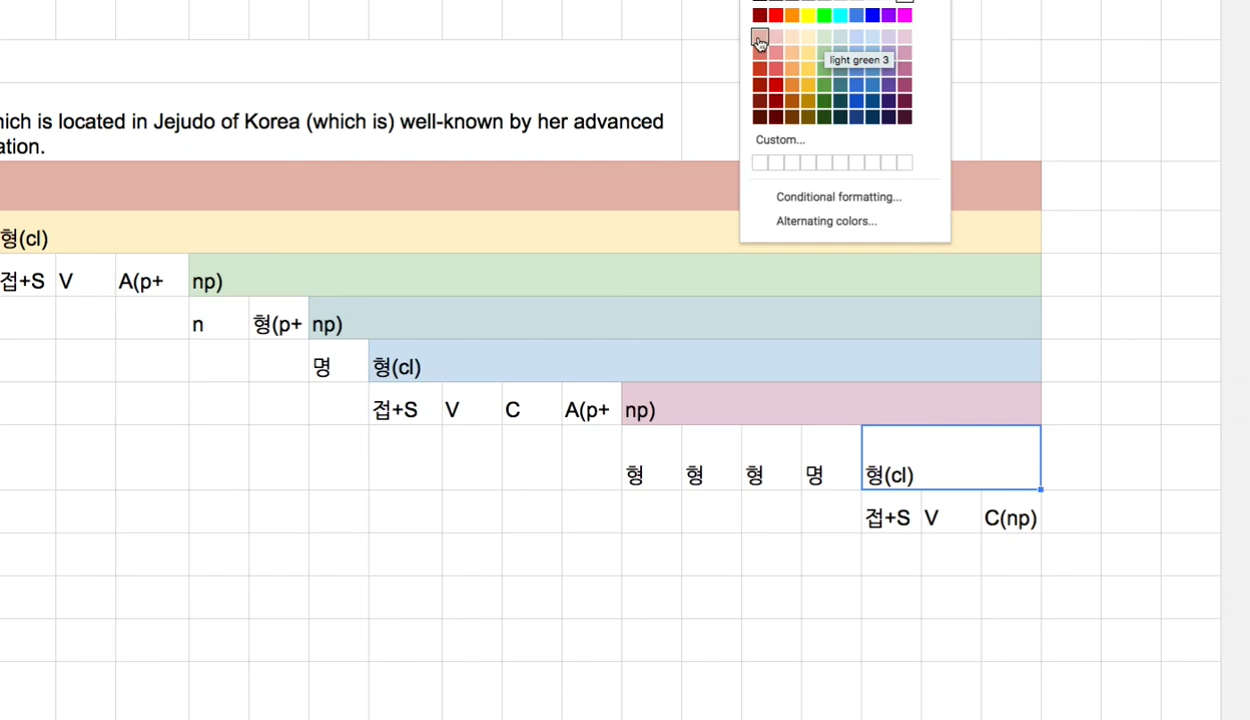 light green 3
hich is located in Jejudo of Korea (which is) well-known by her advanced
ation.
Custom...
Conditional formatting...
Alternating colors...
형(cl)
접+S V A(p+ np)
n 형(p+ np)
명 형(cl)
접+S V C A(p+ np)
형 형 형 명 형(cl)
접+S V C(np)